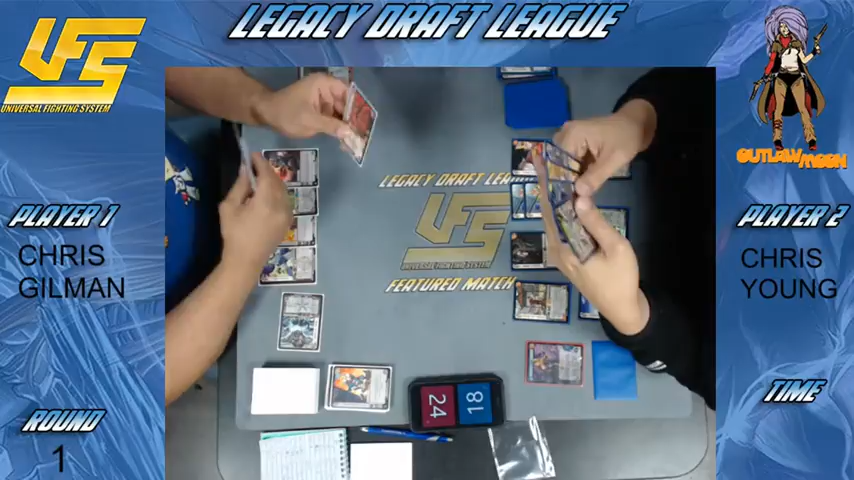 LEGACY DRAFT LEAGUE
UFS
UNIVERSAL FIGHTING SYSTEM
OUTLAW MOON
PLAYER 1
CHRIS
GILMAN
PLAYER 2
CHRIS
YOUNG
LEGACY DRAFT LEA
UFS
UNIVERSAL FIGHTING SYSTEM
FEATURED MATCH
24
18
TIME
ROUND
1